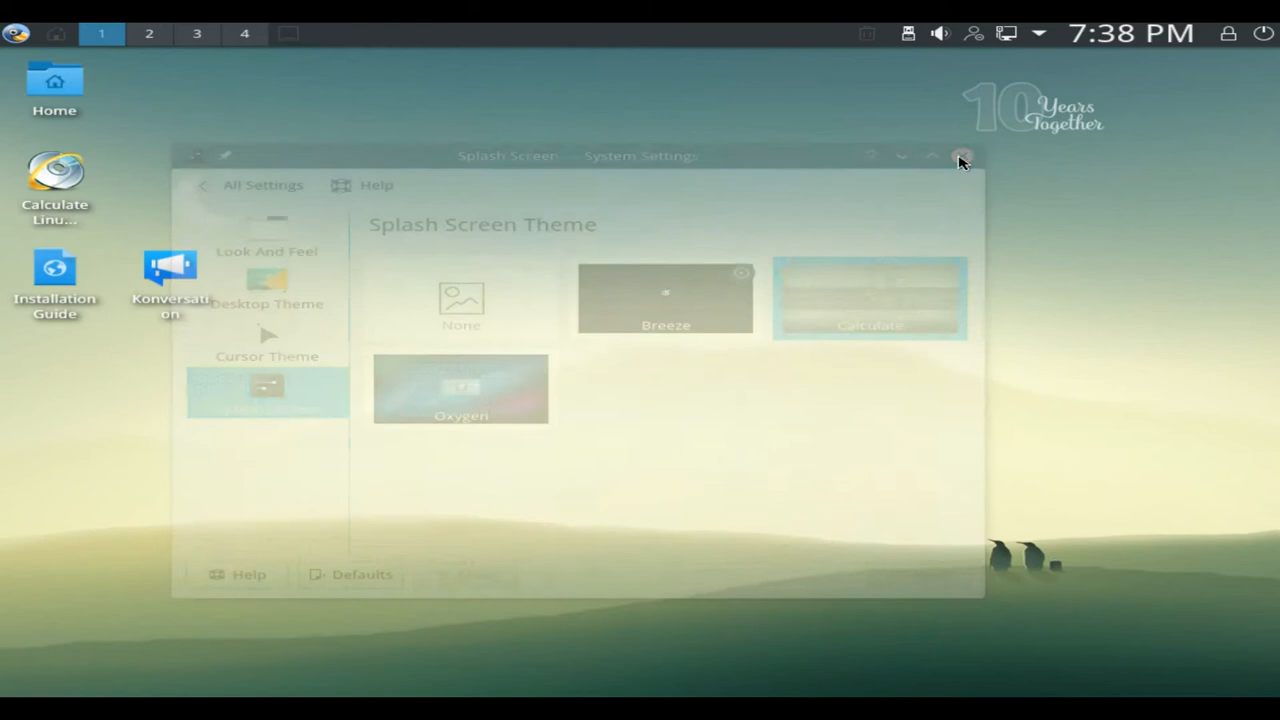 1 2 3 4
7:38 PM
Home
10 Years
Together
Splash Screen — System Settings
All Settings
Help
Calculate
Linu...
Splash Screen Theme
Look And Feel
Desktop Theme
Cursor Theme
None
Breeze
Calculate
Oxygen
Installation
Guide
Konversati
on
Help
Defaults